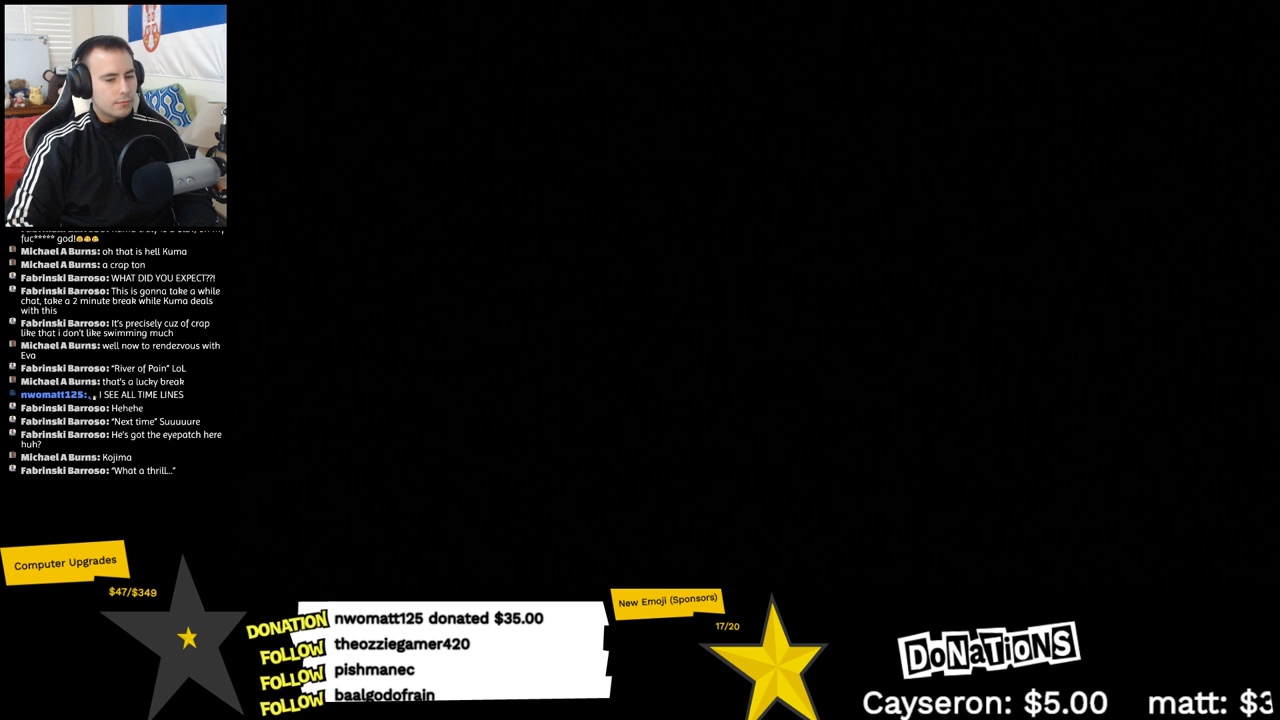 fuc***** god!
Michael A Burns: oh that is hell Kuma
Michael A Burns: a crap ton
Fabrinski Barroso: WHAT DID YOU EXPECT??!
Fabrinski Barroso: This is gonna take a while
chat, take a 2 minute break while Kuma deals
with this
Fabrinski Barroso: It's precisely cuz of crap
like that i don't like swimming much
Michael A Burns: well now to rendezvous with
Eva
Fabrinski Barroso: "River of Pain" LoL
Michael A Burns: that's a lucky break
nwomatt125: I SEE ALL TIME LINES
Fabrinski Barroso: Hehehe
Fabrinski Barroso: "Next time" Suuuuure
Fabrinski Barroso: He's got the eyepatch here
huh?
Michael A Burns: Kojima
Fabrinski Barroso: "What a thrill..."
Computer Upgrades
$47/$349
DONATION nwomatt125 donated $35.00
FOLLOW theozziegamer420
FOLLOW pishmanec
FOLLOW baalgodofrain
New Emoji (Sponsors)
17/20
DONATIONS
Cayseron: $5.00 matt: $3